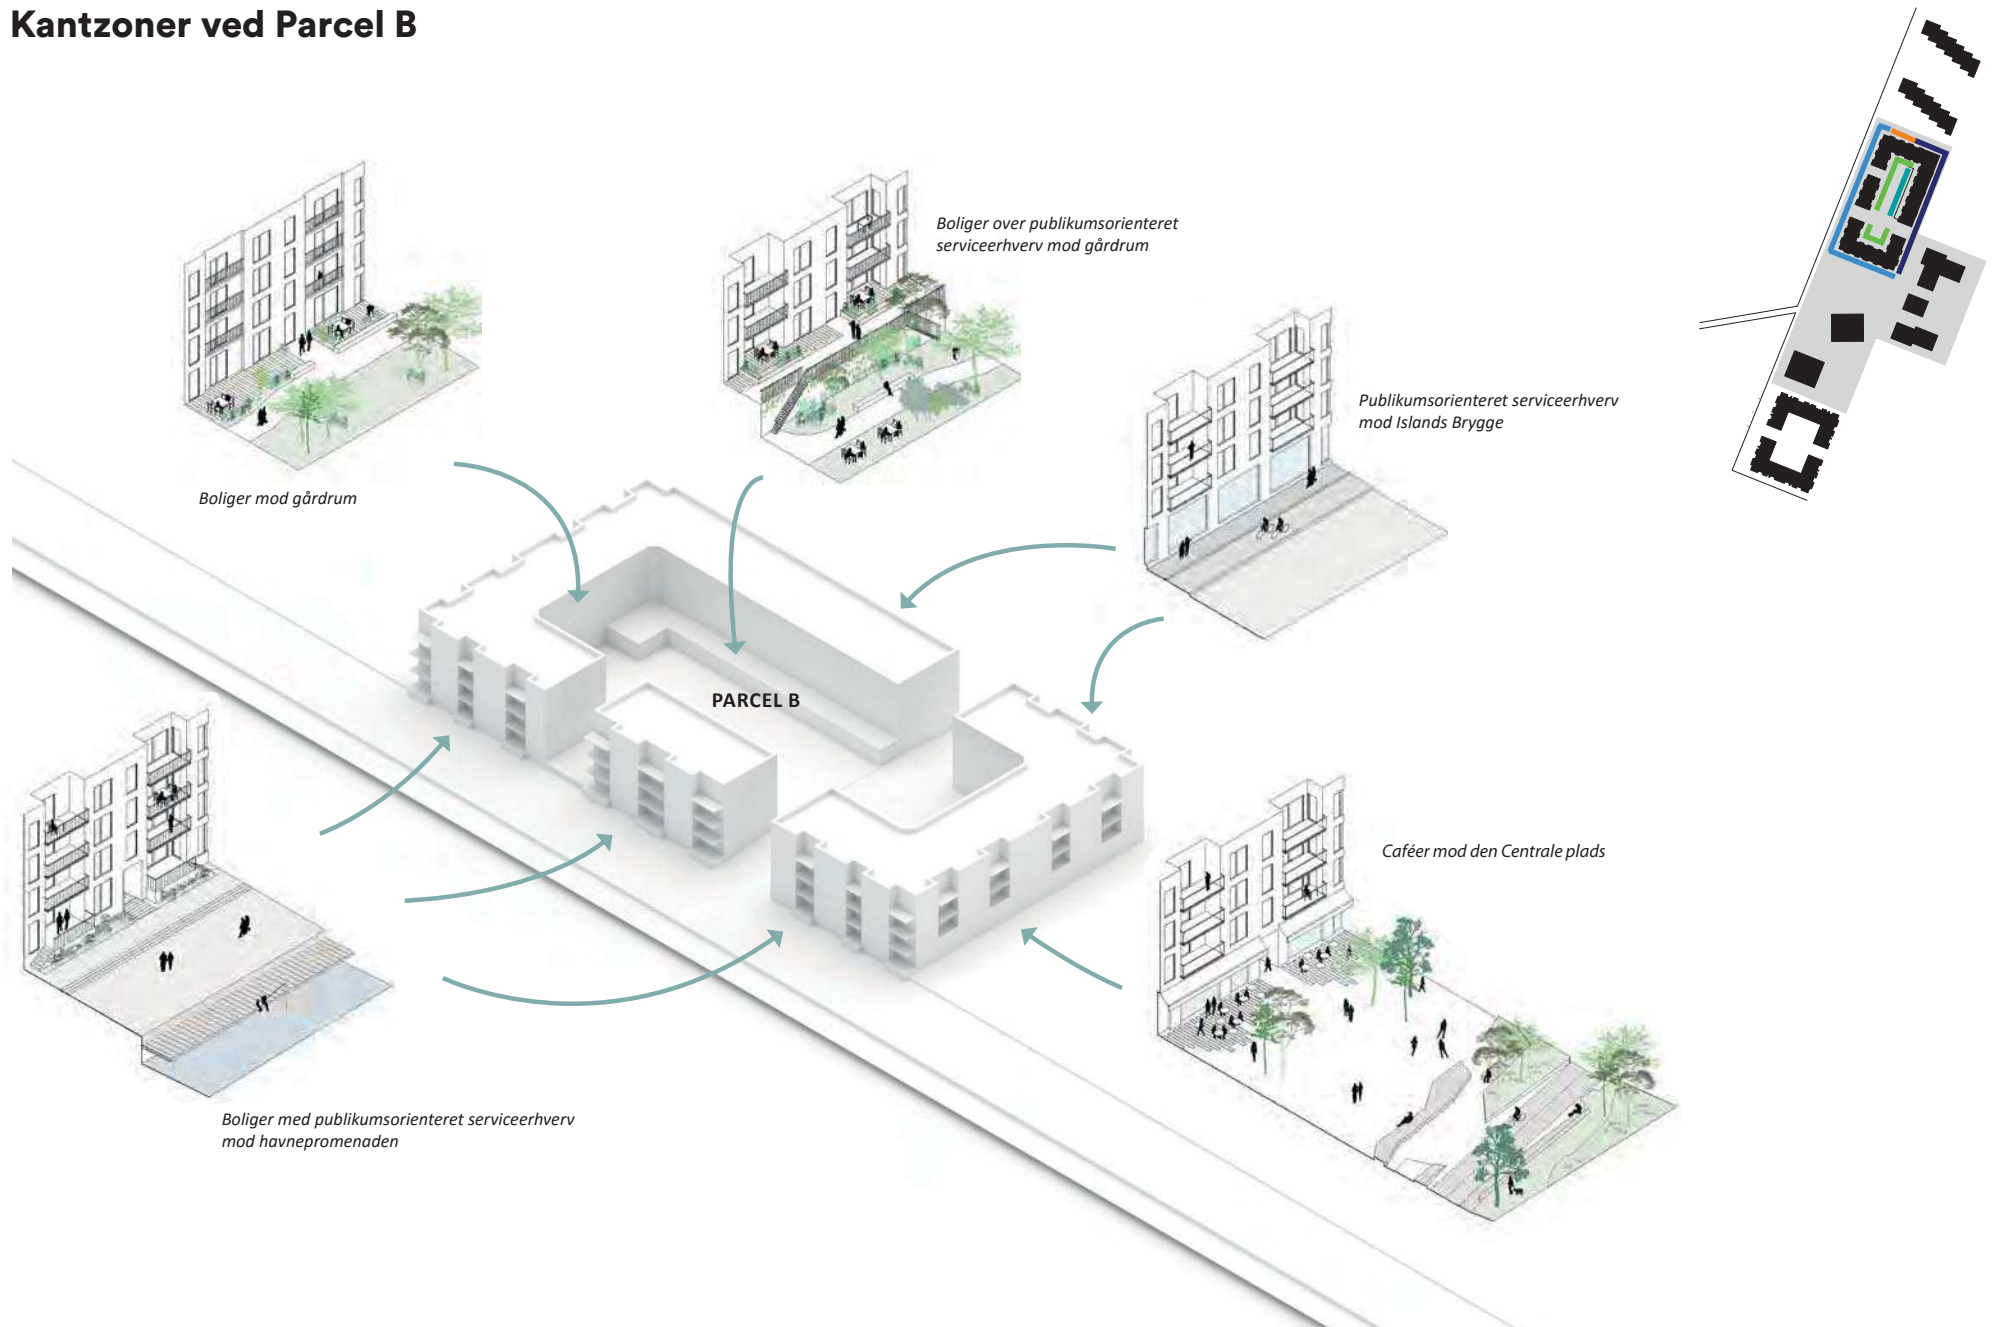 Kantzoner ved Parcel B
Boliger over publikumsorienteret
serviceerhverv mod gårdrum
Publikumsorienteret serviceerhverv
mod Islands Brygge
Boliger mod gårdrum
PARCEL B
Caféer mod den Centrale plads
Boliger med publikumsorienteret serviceerhverv
mod havnepromenaden